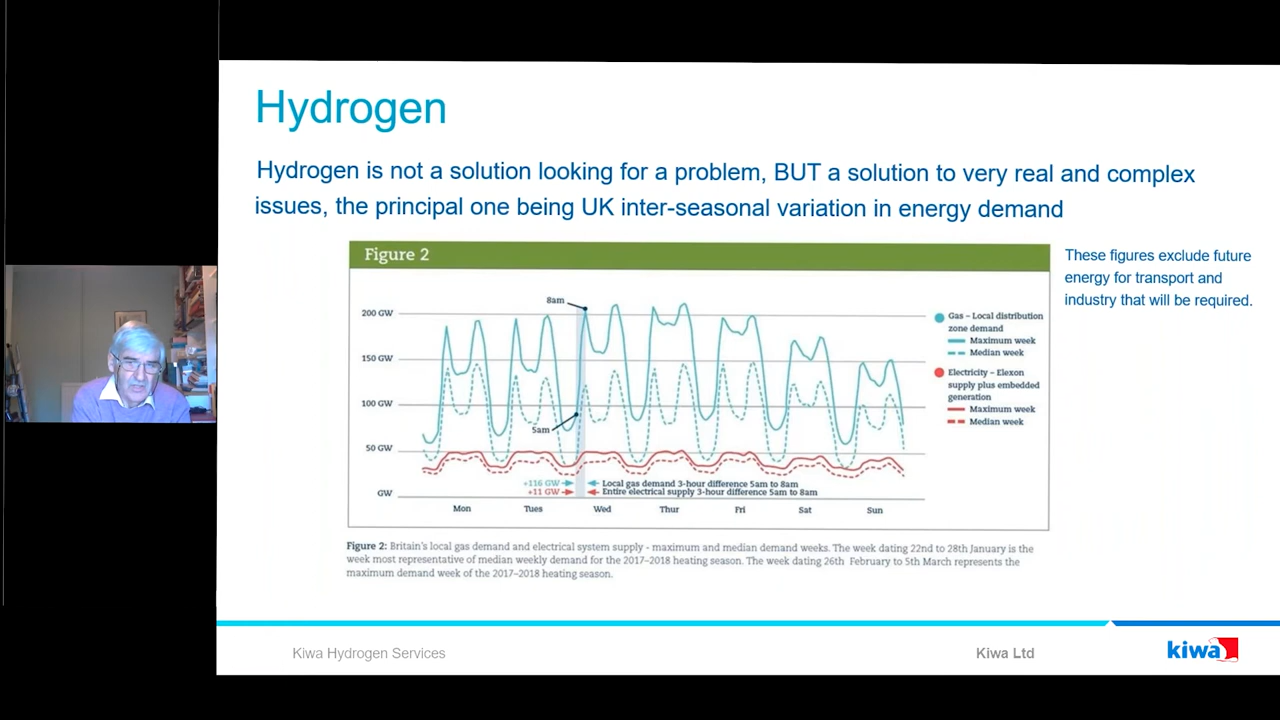 Hydrogen
Hydrogen is not a solution looking for a problem, BUT a solution to very real and complex
issues, the principal one being UK inter-seasonal variation in energy demand
Figure 2
These figures exclude future
energy for transport and
industry that will be required.
200 GW
150 GW
100 GW
50 GW
GW
8am
5am
+116 GW
Local gas demand 3-hour difference 5am to 8am
+11 GW
Entire electrical supply 3-hour difference 5am to 8am
Mon
Tues
Wed
Thur
Fri
Sat
Sun
Gas – Local distribution
zone demand
Maximum week
Median week
Electricity – Elexon
supply plus embedded
generation
Maximum week
Median week
Figure 2: Britain's local gas demand and electrical system supply - maximum and median demand weeks. The week dating 22nd to 28th January is the
week most representative of median weekly demand for the 2017–2018 heating season. The week dating 26th February to 5th March represents the
maximum demand week of the 2017–2018 heating season.
Kiwa Hydrogen Services
Kiwa Ltd
kiwa